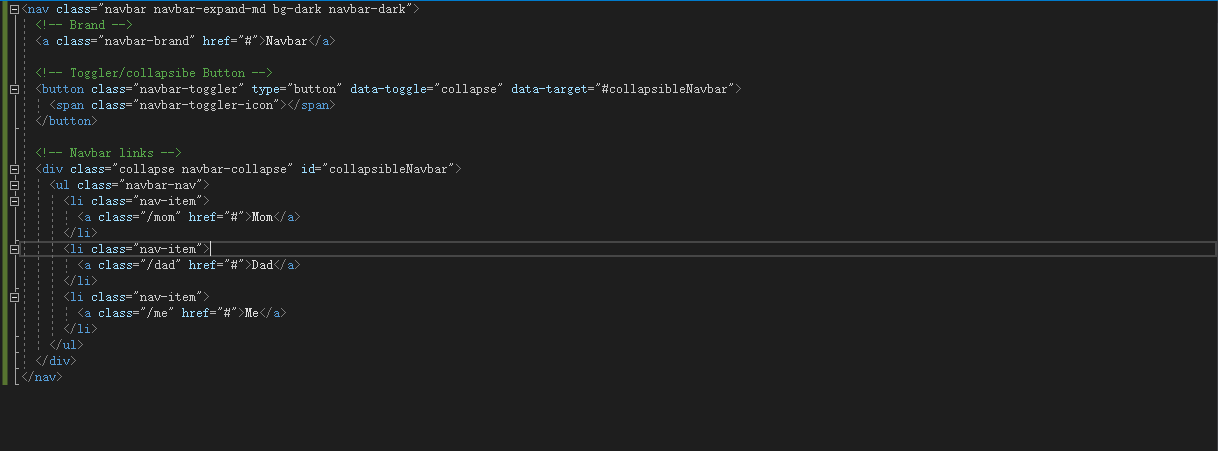 <nav class="navbar navbar-expand-md bg-dark navbar-dark">
<!-- Brand -->
<a class="navbar-brand" href="#">Navbar</a>
<!-- Toggler/collapsibe Button -->
<button class="navbar-toggler" type="button" data-toggle="collapse" data-target="#collapsibleNavbar">
<span class="navbar-toggler-icon"></span>
</button>
<!-- Navbar links -->
<div class="collapse navbar-collapse" id="collapsibleNavbar">
<ul class="navbar-nav">
<li class="nav-item">
<a class="/mom" href="#">Mom</a>
</li>
<li class="nav-item">
<a class="/dad" href="#">Dad</a>
</li>
<li class="nav-item">
<a class="/me" href="#">Me</a>
</li>
</ul>
</div>
</nav>